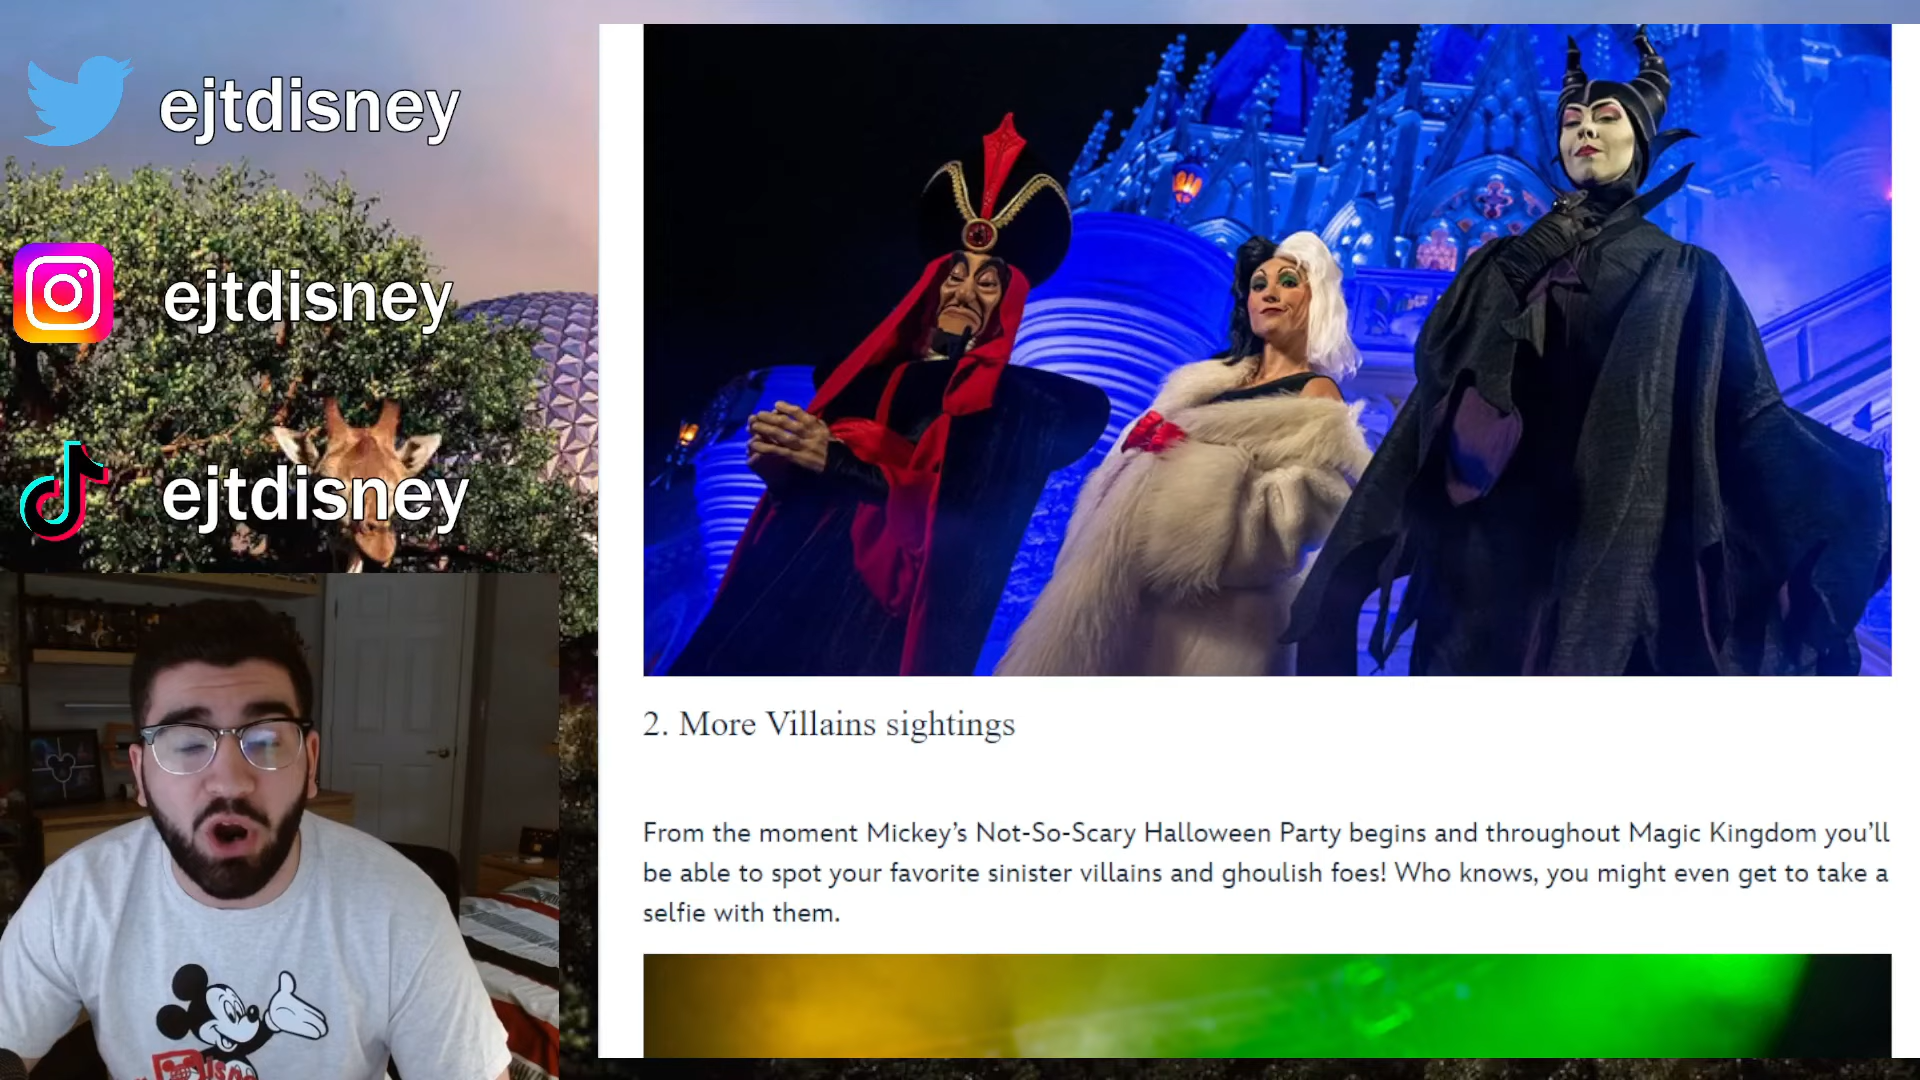 ejtdisney
ejtdisney
ejtdisney
2. More Villains sightings
From the moment Mickey’s Not-So-Scary Halloween Party begins and throughout Magic Kingdom you’ll
be able to spot your favorite sinister villains and ghoulish foes! Who knows, you might even get to take a
selfie with them.